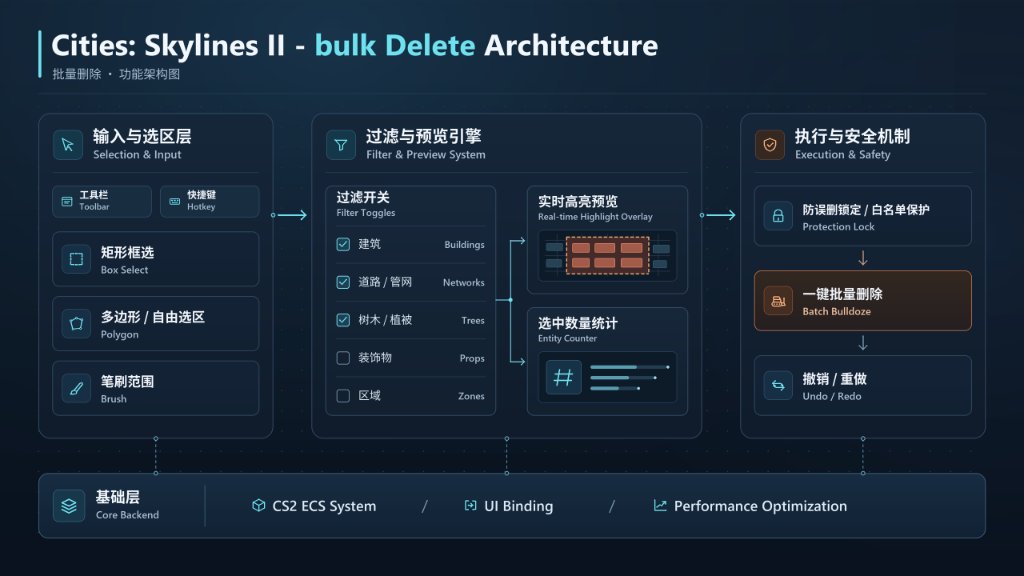 Cities: Skylines II - bulk Delete Architecture
批量删除 · 功能架构图
输入与选区层
Selection & Input
工具栏
Toolbar
快捷键
Hotkey
矩形框选
Box Select
多边形 / 自由选区
Polygon
笔刷范围
Brush
过滤与预览引擎
Filter & Preview System
过滤开关
Filter Toggles
建筑 Buildings
道路 / 管网 Networks
树木 / 植被 Trees
装饰物 Props
区域 Zones
实时高亮预览
Real-time Highlight Overlay
选中数量统计
Entity Counter
#
执行与安全机制
Execution & Safety
防误删锁定 / 白名单保护
Protection Lock
一键批量删除
Batch Bulldoze
撤销 / 重做
Undo / Redo
基础层
Core Backend
CS2 ECS System / UI Binding / Performance Optimization